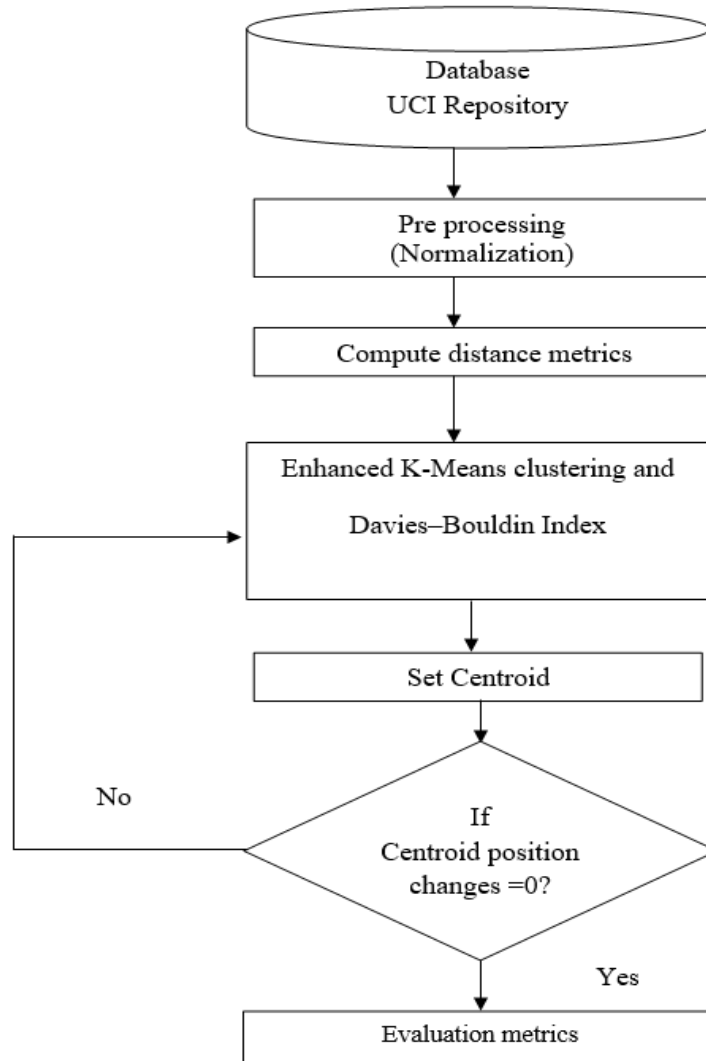 Database
UCI Repository
Pre processing
(Normalization)
Compute distance metrics
Enhanced K-Means clustering and
Davies–Bouldin Index
Set Centroid
No
If
Centroid position
changes =0?
Yes
Evaluation metrics